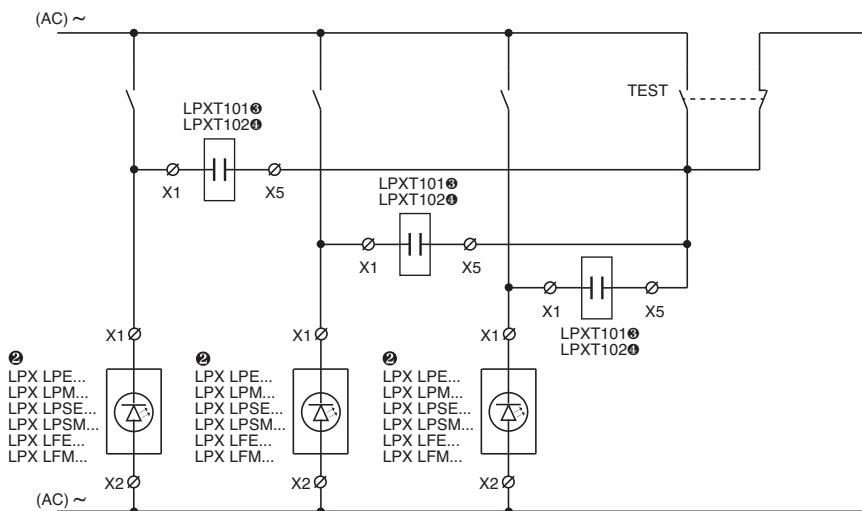 (AC) ~
TEST
LPXT101❸
LPXT102❹
X1
X5
LPXT101❸
LPXT102❹
X1
X5
X1
X5
LPXT101❸
LPXT102❹
X1
X1
X1
❷
LPX LPE...
LPX LPM...
LPX LPSE...
LPX LPSM...
LPX LFE...
LPX LFM...
❷
LPX LPE...
LPX LPM...
LPX LPSE...
LPX LPSM...
LPX LFE...
LPX LFM...
❷
LPX LPE...
LPX LPM...
LPX LPSE...
LPX LPSM...
LPX LFE...
LPX LFM...
X2
X2
X2
(AC) ~